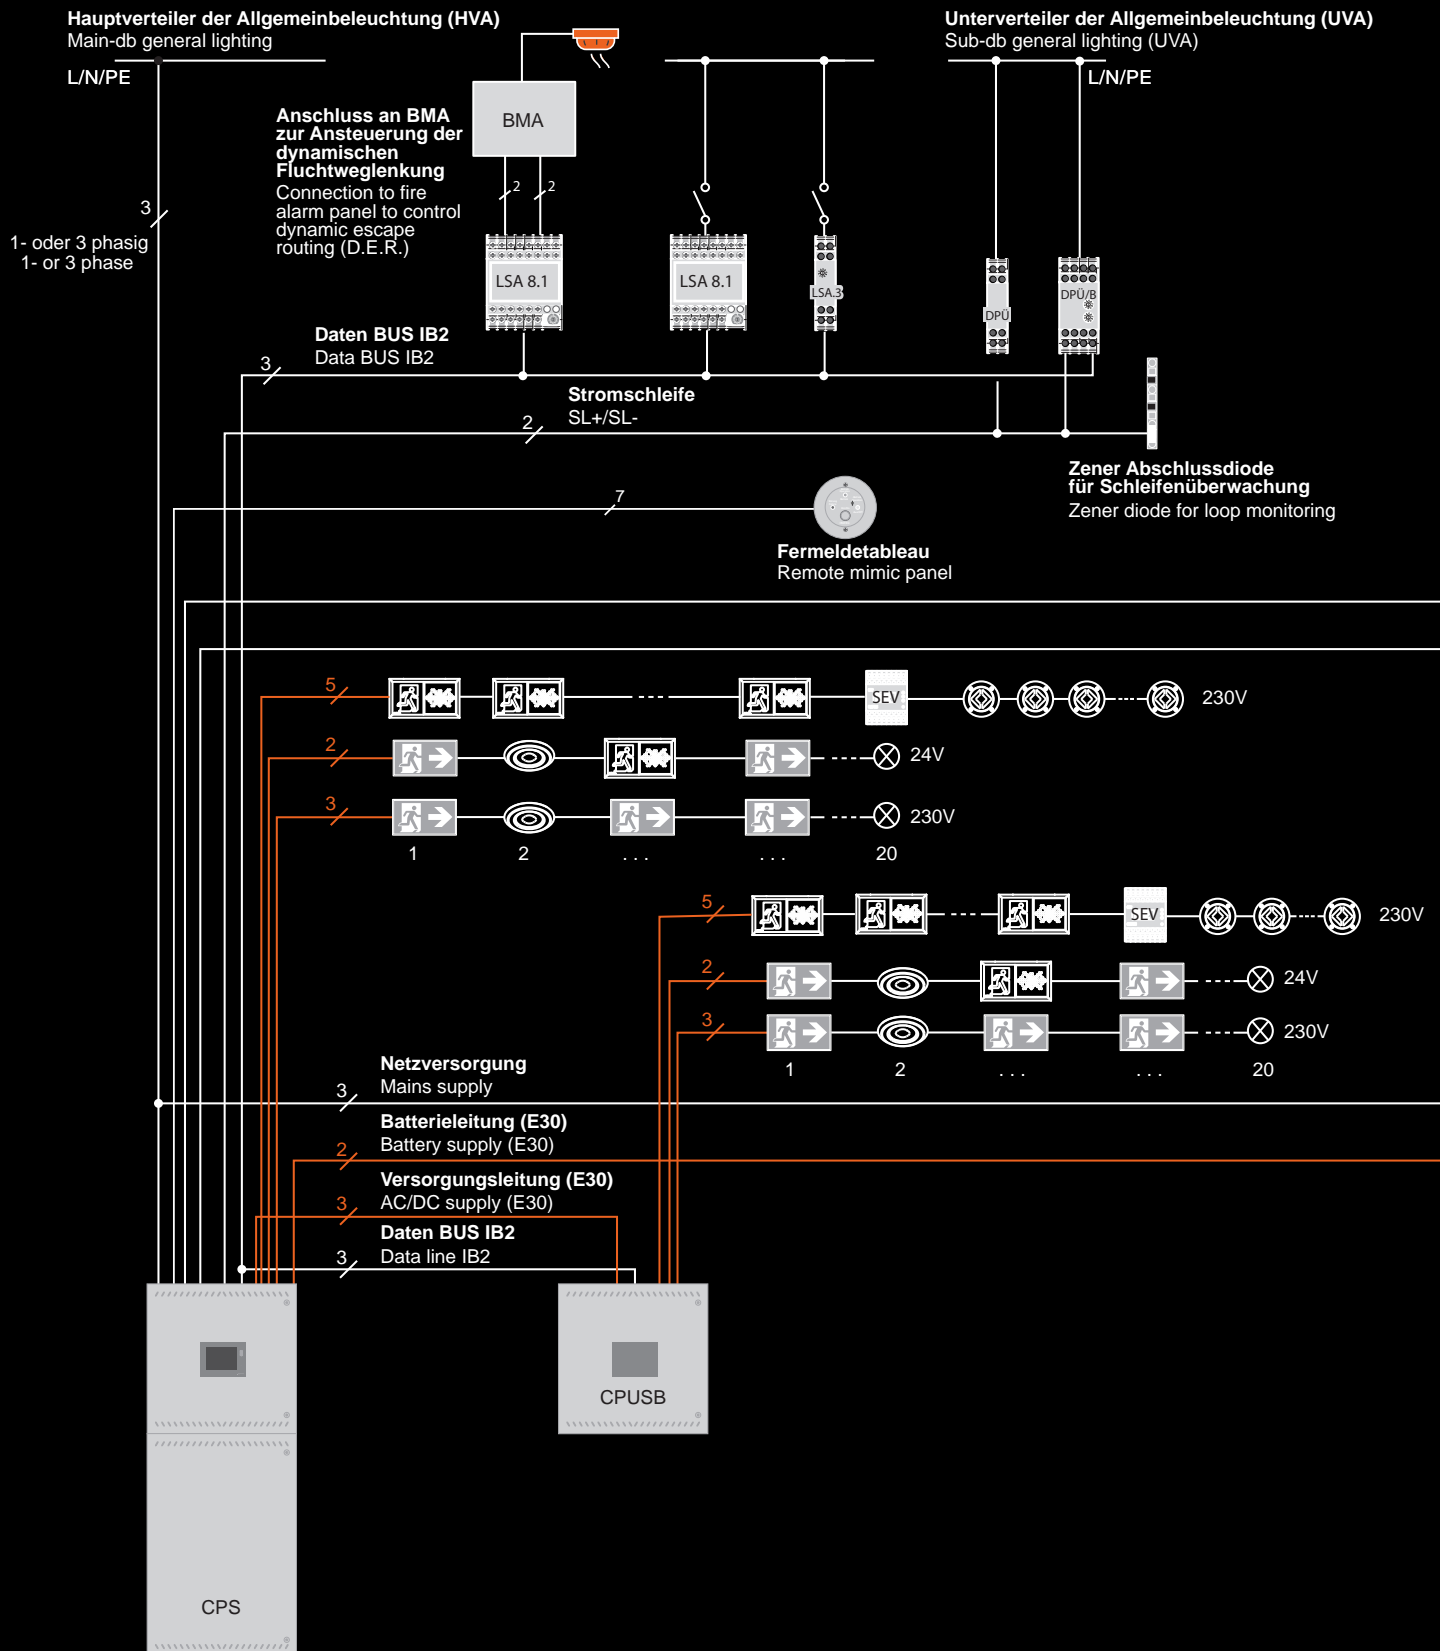 Hauptverteiler der Allgemeinbeleuchtung (HVA)
Main-db general lighting
L/N/PE
Unterverteiler der Allgemeinbeleuchtung (UVA)
Sub-db general lighting (UVA)
L/N/PE
Anschluss an BMA
zur Ansteuerung der
dynamischen
Fluchtweglenkung
Connection to fire
alarm panel to control
dynamic escape
routing (D.E.R.)
BMA
2
2
3
1- oder 3 phasig
1- or 3 phase
LSA 8.1
LSA 8.1
LSA.3
DPÜ
DPÜ/B
Daten BUS IB2
Data BUS IB2
3
Stromschleife
SL+/SL-
2
Zener Abschlussdiode
für Schleifenüberwachung
Zener diode for loop monitoring
7
Fermeldetableau
Remote mimic panel
5
SEV
230V
2
24V
3
230V
1
2
. . .
. . .
20
5
SEV
230V
2
24V
3
230V
1
2
. . .
. . .
20
Netzversorgung
Mains supply
3
Batterieleitung (E30)
Battery supply (E30)
2
Versorgungsleitung (E30)
AC/DC supply (E30)
3
Daten BUS IB2
Data line IB2
3
CPUSB
CPS